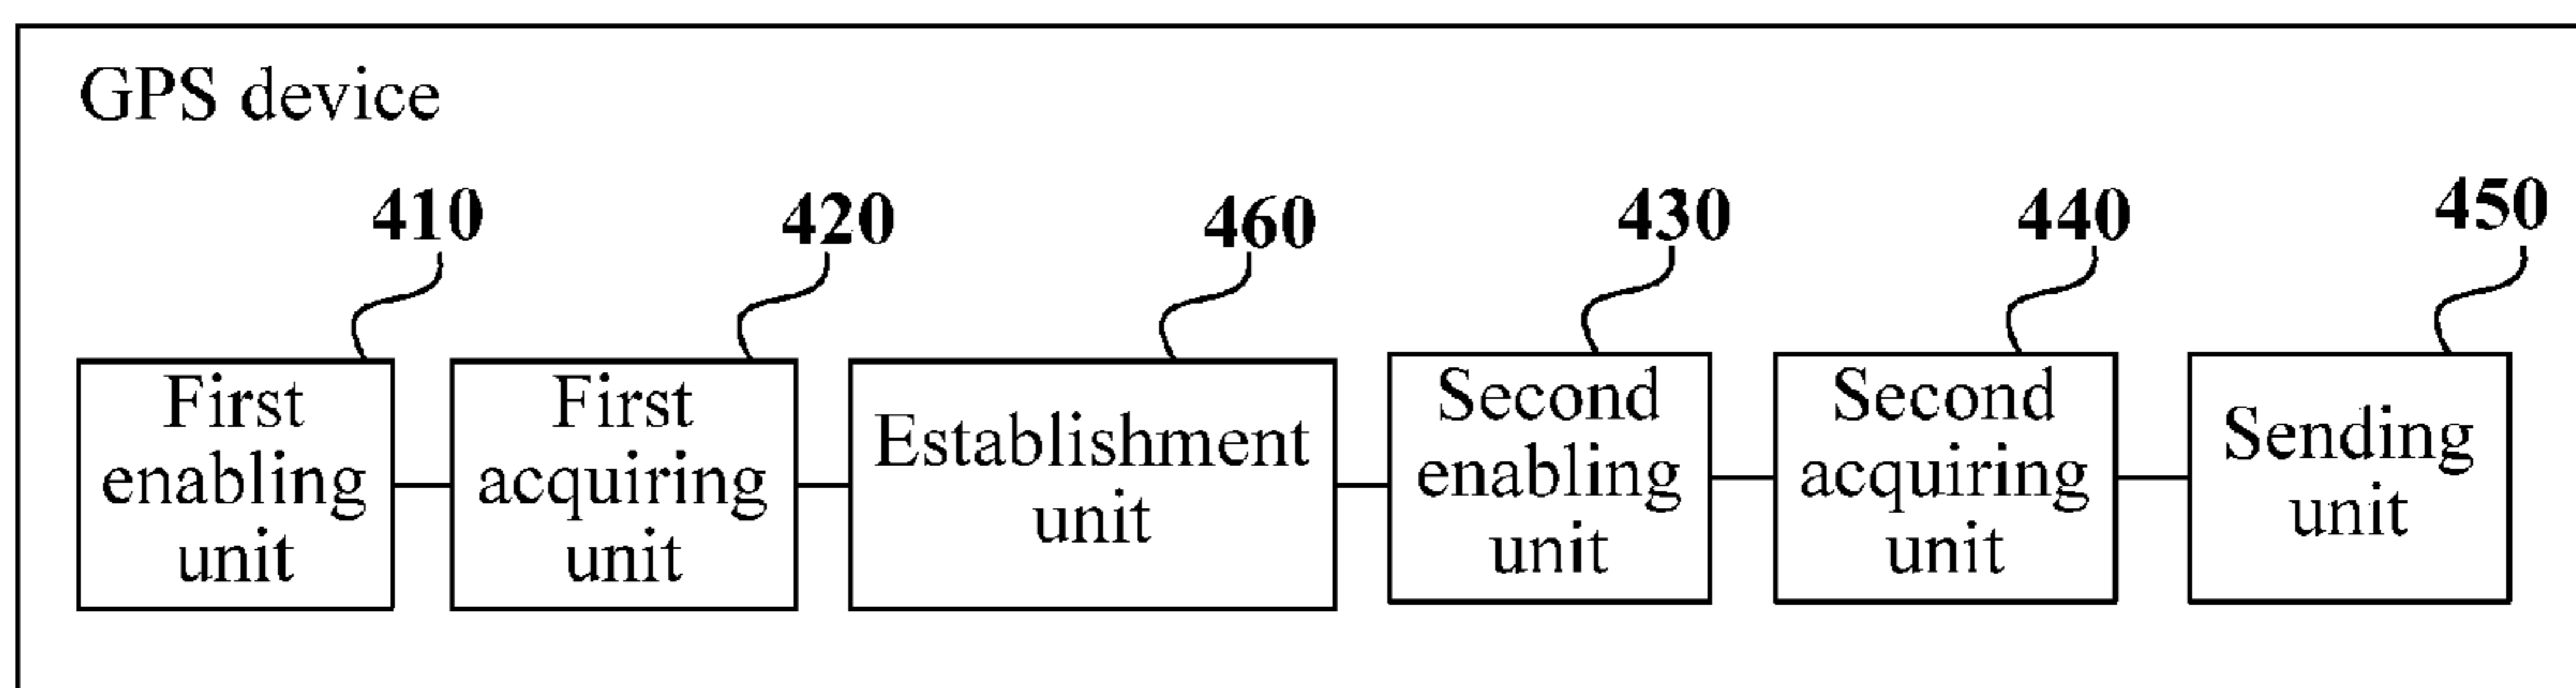 GPS device
410
420
460
430
440
450
First
enabling
unit
First
acquiring
unit
Establishment
unit
Second
enabling
unit
Second
acquiring
unit
Sending
unit